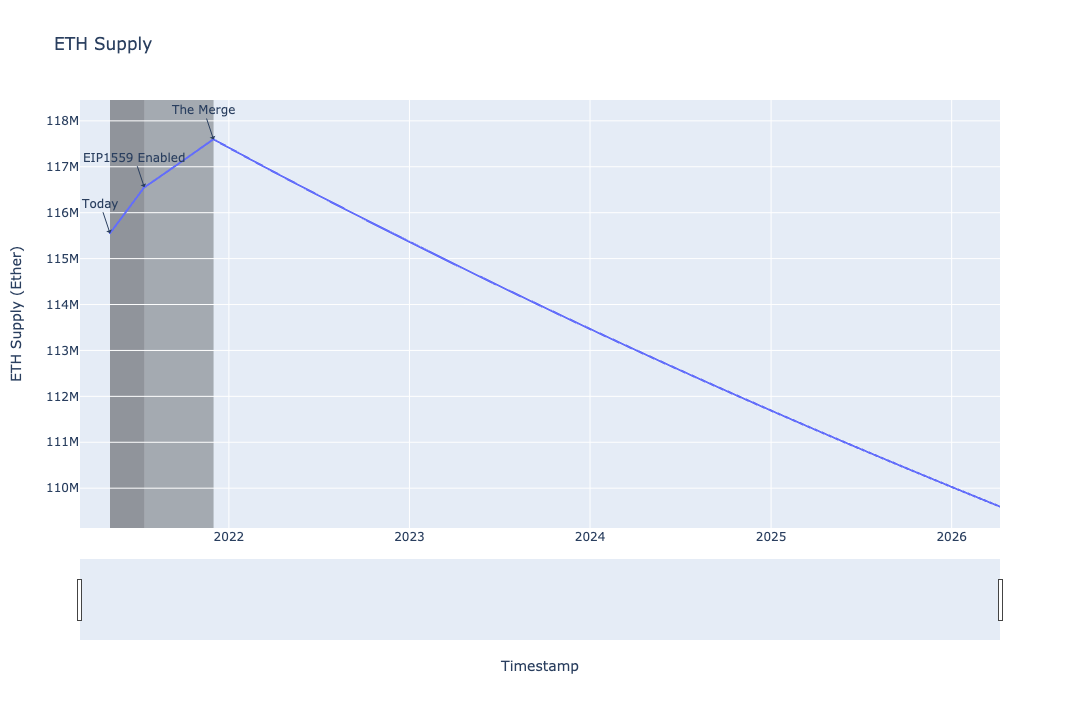 ETH Supply
The Merge
118M
EIP1559 Enabled
117M
Today
116M
115M
114M
113M
112M
111M
110M
ETH Supply (Ether)
2022
2023
2024
2025
2026
Timestamp